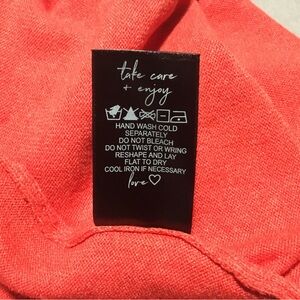 take care
+ enjoy
HAND WASH COLD
SEPARATELY
DO NOT BLEACH
DO NOT TWIST OR WRING
RESHAPE AND LAY
FLAT TO DRY
COOL IRON IF NECESSARY
love♡